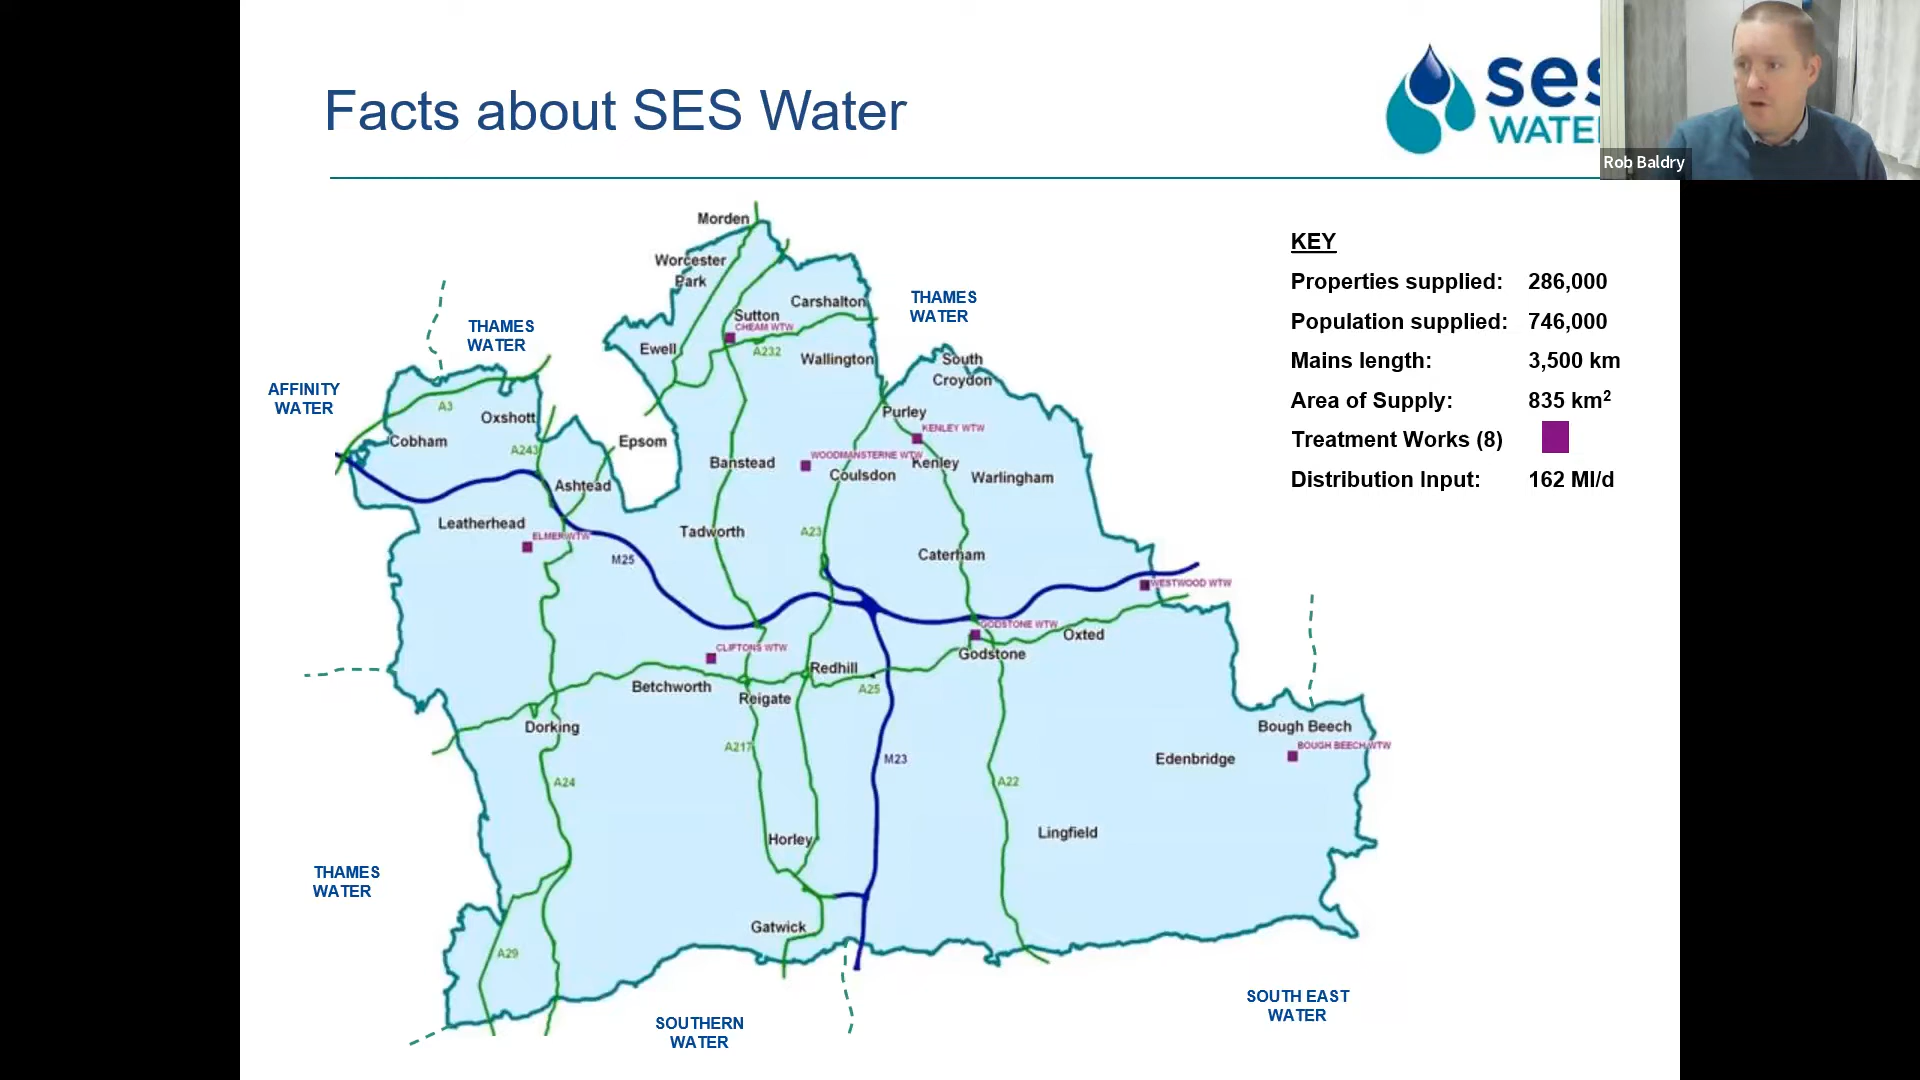 Facts about SES Water
ses
WATE
Rob Baldry
KEY
Properties supplied: 286,000
Population supplied: 746,000
Mains length: 3,500 km
Area of Supply: 835 km²
Treatment Works (8)
Distribution Input: 162 Ml/d
Morden
Worcester
Park
Carshalton
Sutton
CHEAM WTW
A232
Ewell
Wallington
THAMES
WATER
THAMES
WATER
South
Croydon
AFFINITY
WATER
A3
Oxshott
Purley
KENLEY WTW
Cobham
A243
Epsom
Banstead
WOODMANSTERNE WTW
Kenley
Coulsdon
Warlingham
Ashtead
Leatherhead
ELMER WTW
M25
Tadworth
A23
Caterham
WESTWOOD WTW
GODSTONE WTW
Oxted
Godstone
CLIFTONS WTW
Redhill
Betchworth
Reigate
A25
Dorking
A217
M23
Bough Beech
BOUGH BEECH WTW
Edenbridge
A24
A22
Horley
Lingfield
THAMES
WATER
Gatwick
A29
SOUTHERN
WATER
SOUTH EAST
WATER